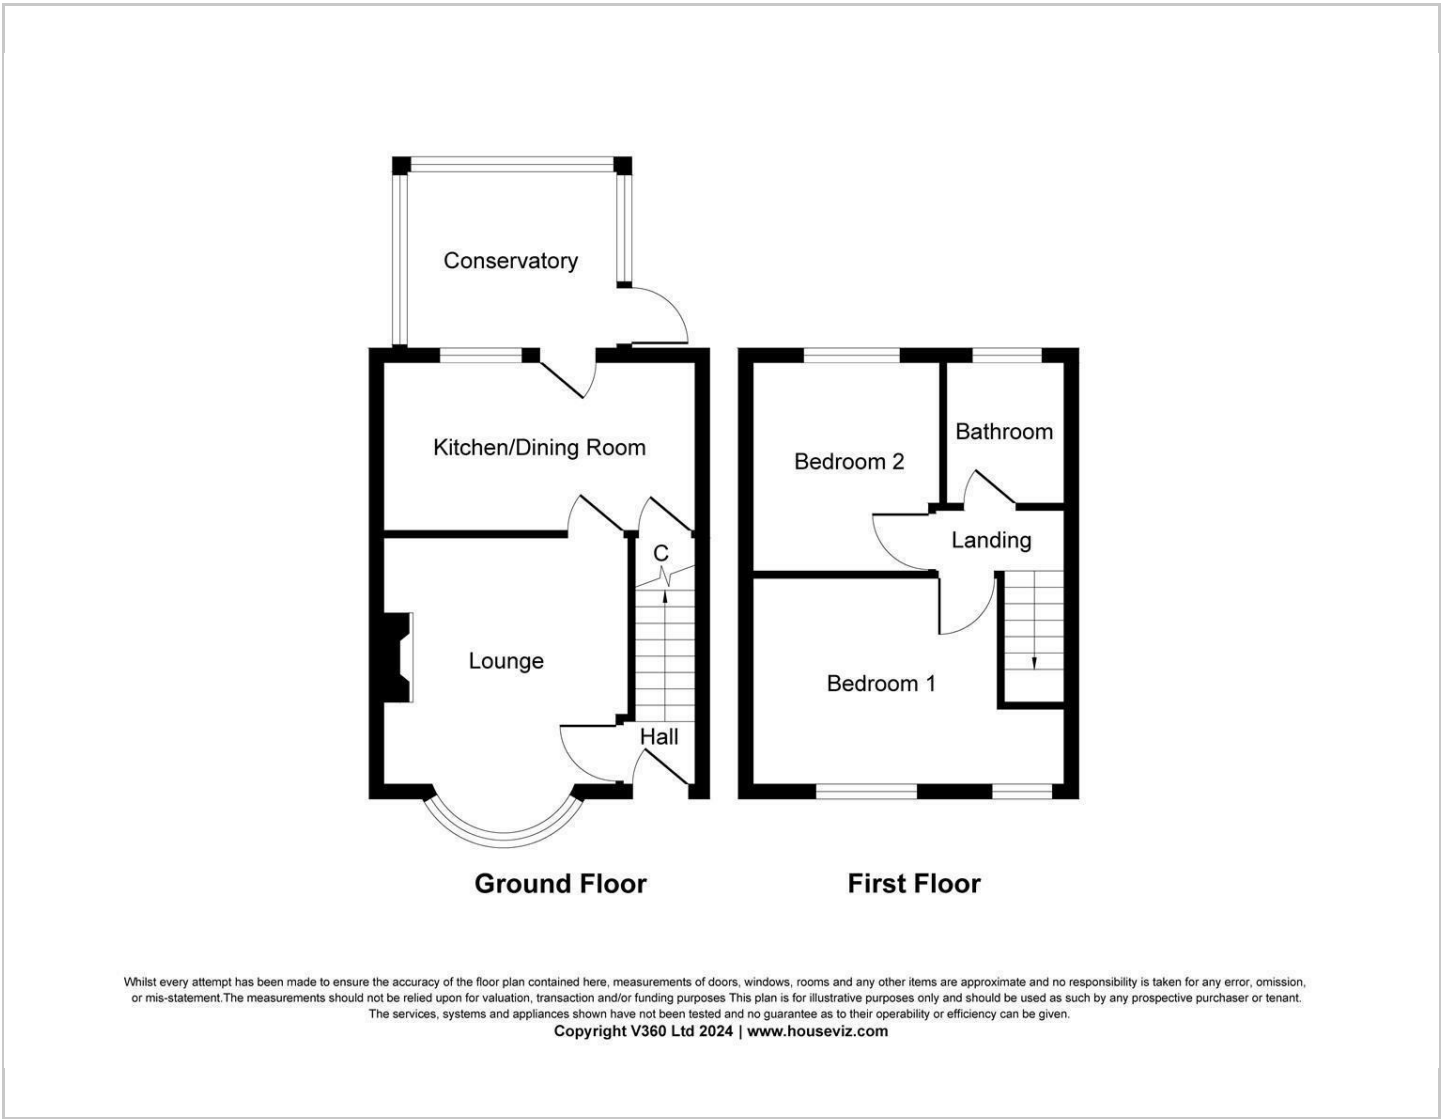 Conservatory
Kitchen/Dining Room
C
Lounge
Hall
Ground Floor
Bathroom
Bedroom 2
Landing
Bedroom 1
First Floor
Whilst every attempt has been made to ensure the accuracy of the floor plan contained here, measurements of doors, windows, rooms and any other items are approximate and no responsibility is taken for any error, omission,
or mis-statement.The measurements should not be relied upon for valuation, transaction and/or funding purposes This plan is for illustrative purposes only and should be used as such by any prospective purchaser or tenant.
The services, systems and appliances shown have not been tested and no guarantee as to their operability or efficiency can be given.
Copyright V360 Ltd 2024 | www.houseviz.com